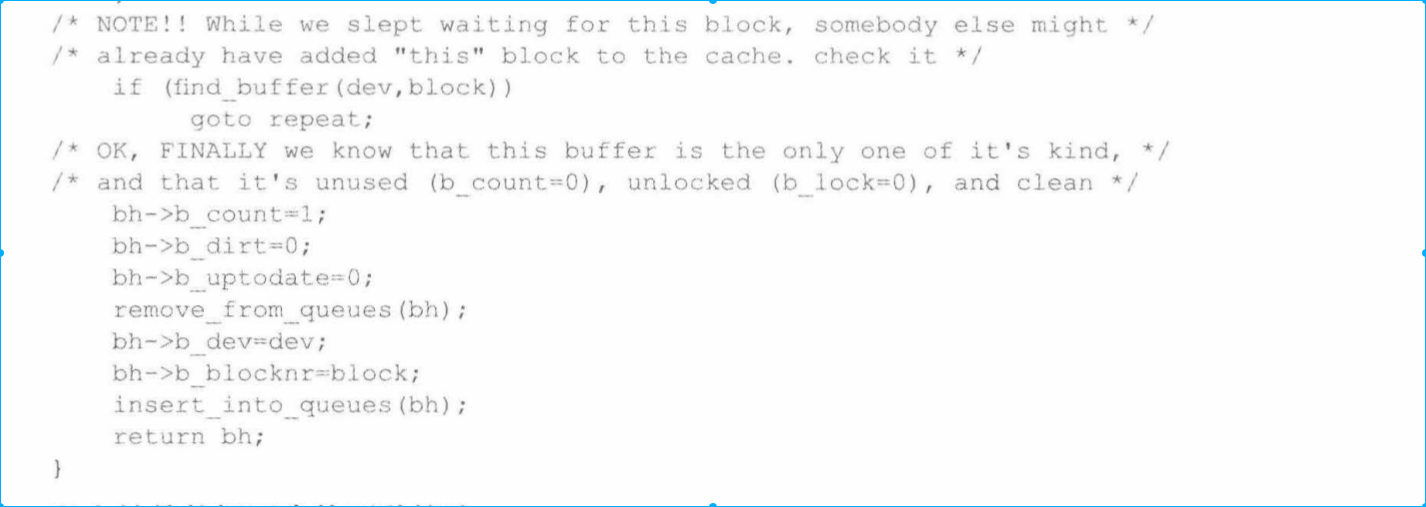 /* NOTE!! While we slept waiting for this block, somebody else might */
/* already have added "this" block to the cache. check it */
if (find_buffer(dev,block))
goto repeat;
/* OK, FINALLY we know that this buffer is the only one of it's kind, */
/* and that it's unused (b_count=0), unlocked (b_lock=0), and clean */
bh->b_count=1;
bh->b_dirt=0;
bh->b_uptodate=0;
remove_from_queues(bh);
bh->b_dev=dev;
bh->b_blocknr=block;
insert_into_queues(bh);
return bh;
}